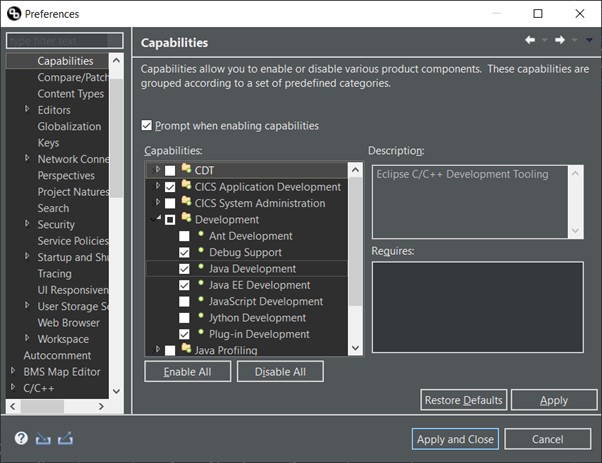 Preferences
type filter text
Capabilities
Compare/Patch
Content Types
Editors
Globalization
Keys
Network Conne
Perspectives
Project Natures
Search
Security
Service Policies
Startup and Shu
Tracing
UI Responsiven
User Storage Se
Web Browser
Workspace
Autocomment
BMS Map Editor
C/C++
Capabilities
Capabilities allow you to enable or disable various product components. These capabilities are
grouped according to a set of predefined categories.
Prompt when enabling capabilities
Capabilities:
CDT
CICS Application Development
CICS System Administration
Development
Ant Development
Debug Support
Java Development
Java EE Development
JavaScript Development
Jython Development
Plug-in Development
Java Profiling
Enable All
Disable All
Description:
Eclipse C/C++ Development Tooling
Requires:
Restore Defaults
Apply
Apply and Close
Cancel